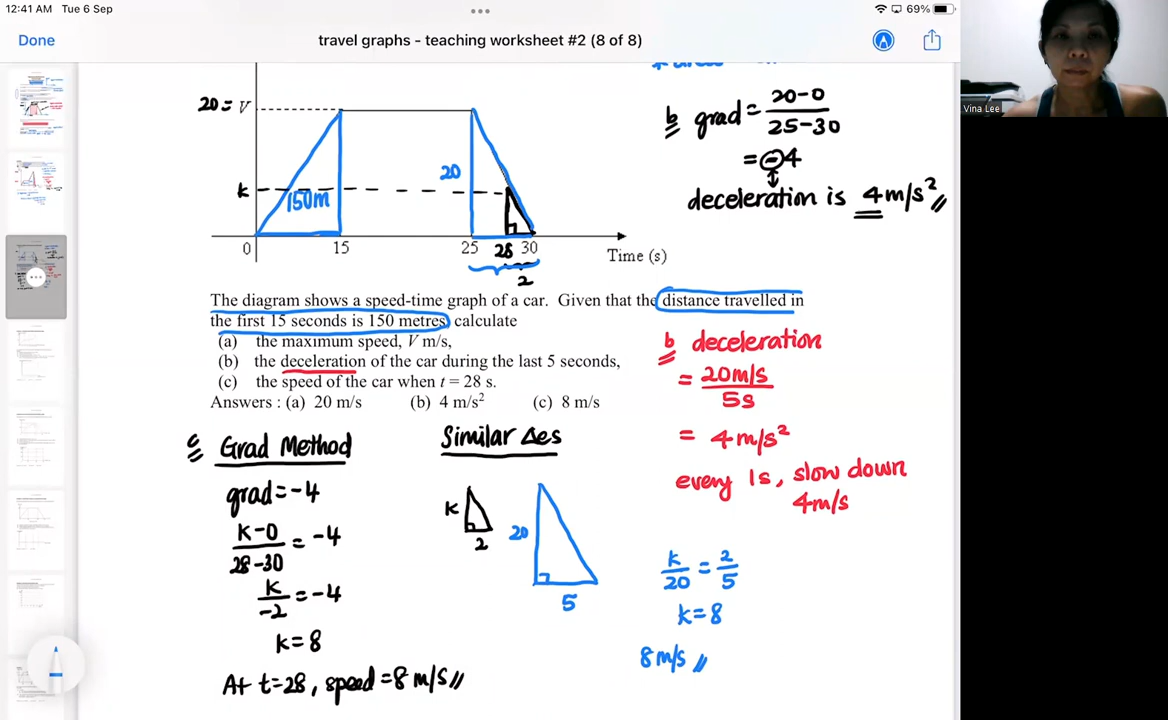 12:41 AM Tue 6 Sep
69%
Done
travel graphs - teaching worksheet #2 (8 of 8)
Vina Lee
20 = V
k
150m
20
0
15
25
28
30
2
Time (s)
b grad = 20-0 / 25-30
= -4
deceleration is 4m/s²
The diagram shows a speed-time graph of a car. Given that the distance travelled in
the first 15 seconds is 150 metres, calculate
(a) the maximum speed, V m/s,
(b) the deceleration of the car during the last 5 seconds,
(c) the speed of the car when t = 28 s.
Answers : (a) 20 m/s (b) 4 m/s² (c) 8 m/s
b deceleration
= 20m/s / 5s
= 4m/s²
every 1s, slow down
4m/s
c Grad Method
grad = -4
k-0 / 28-30 = -4
k / -2 = -4
k = 8
At t=28, speed = 8 m/s
Similar Δes
k
2
20
5
k/20 = 2/5
k = 8
8m/s